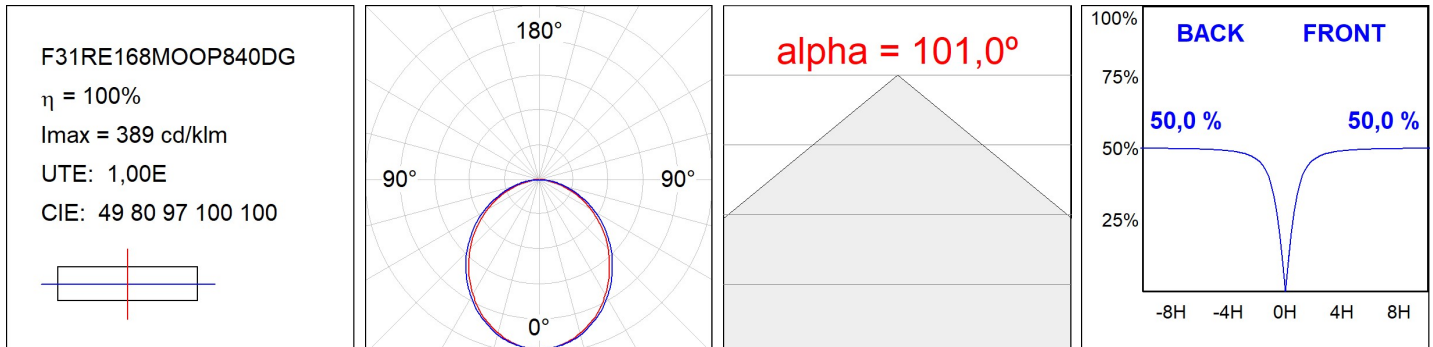 F31RE168MOOP840DG
η = 100%
Imax = 389 cd/klm
UTE: 1,00E
CIE: 49 80 97 100 100
180°
90° 90°
0°
alpha = 101,0º
100%
BACK FRONT
75%
50,0 % 50,0 %
50%
25%
-8H -4H 0H 4H 8H